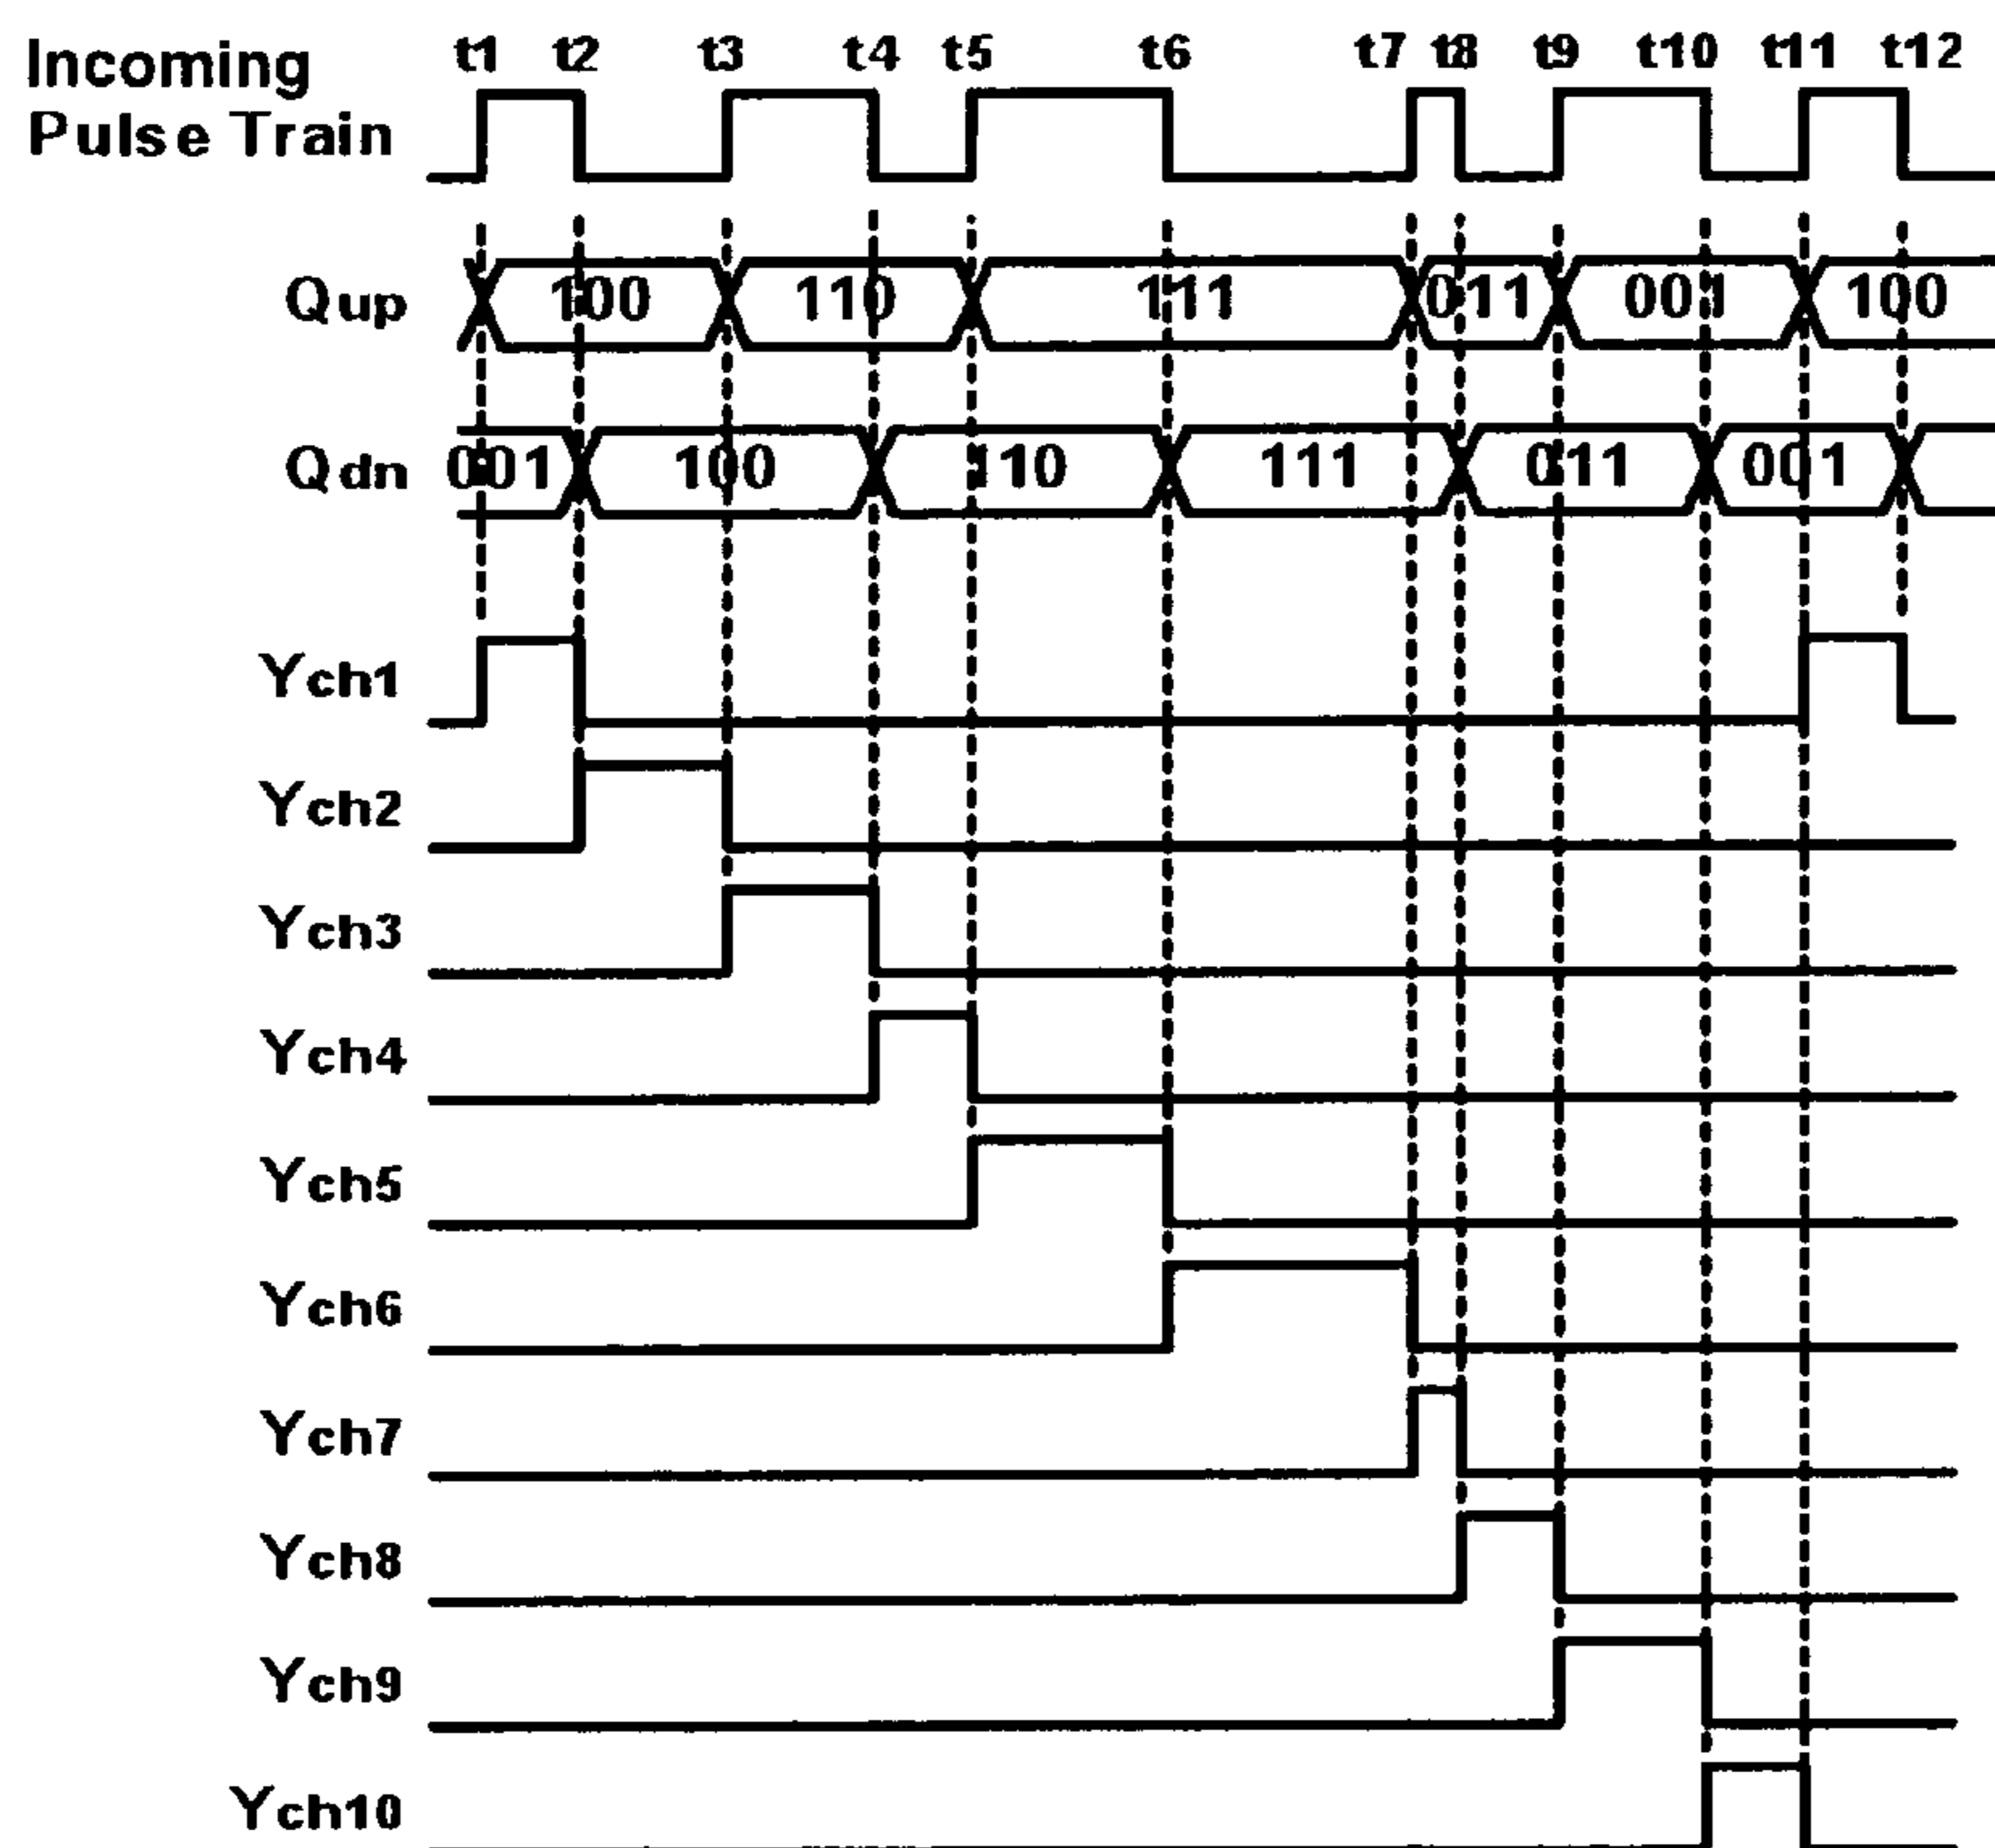 Incoming
Pulse Train
t1 t2 t3 t4 t5 t6 t7 t8 t9 t10 t11 t12
Qup 100 110 111 011 001 100
Qdn 001 100 110 111 011 001
Ych1
Ych2
Ych3
Ych4
Ych5
Ych6
Ych7
Ych8
Ych9
Ych10